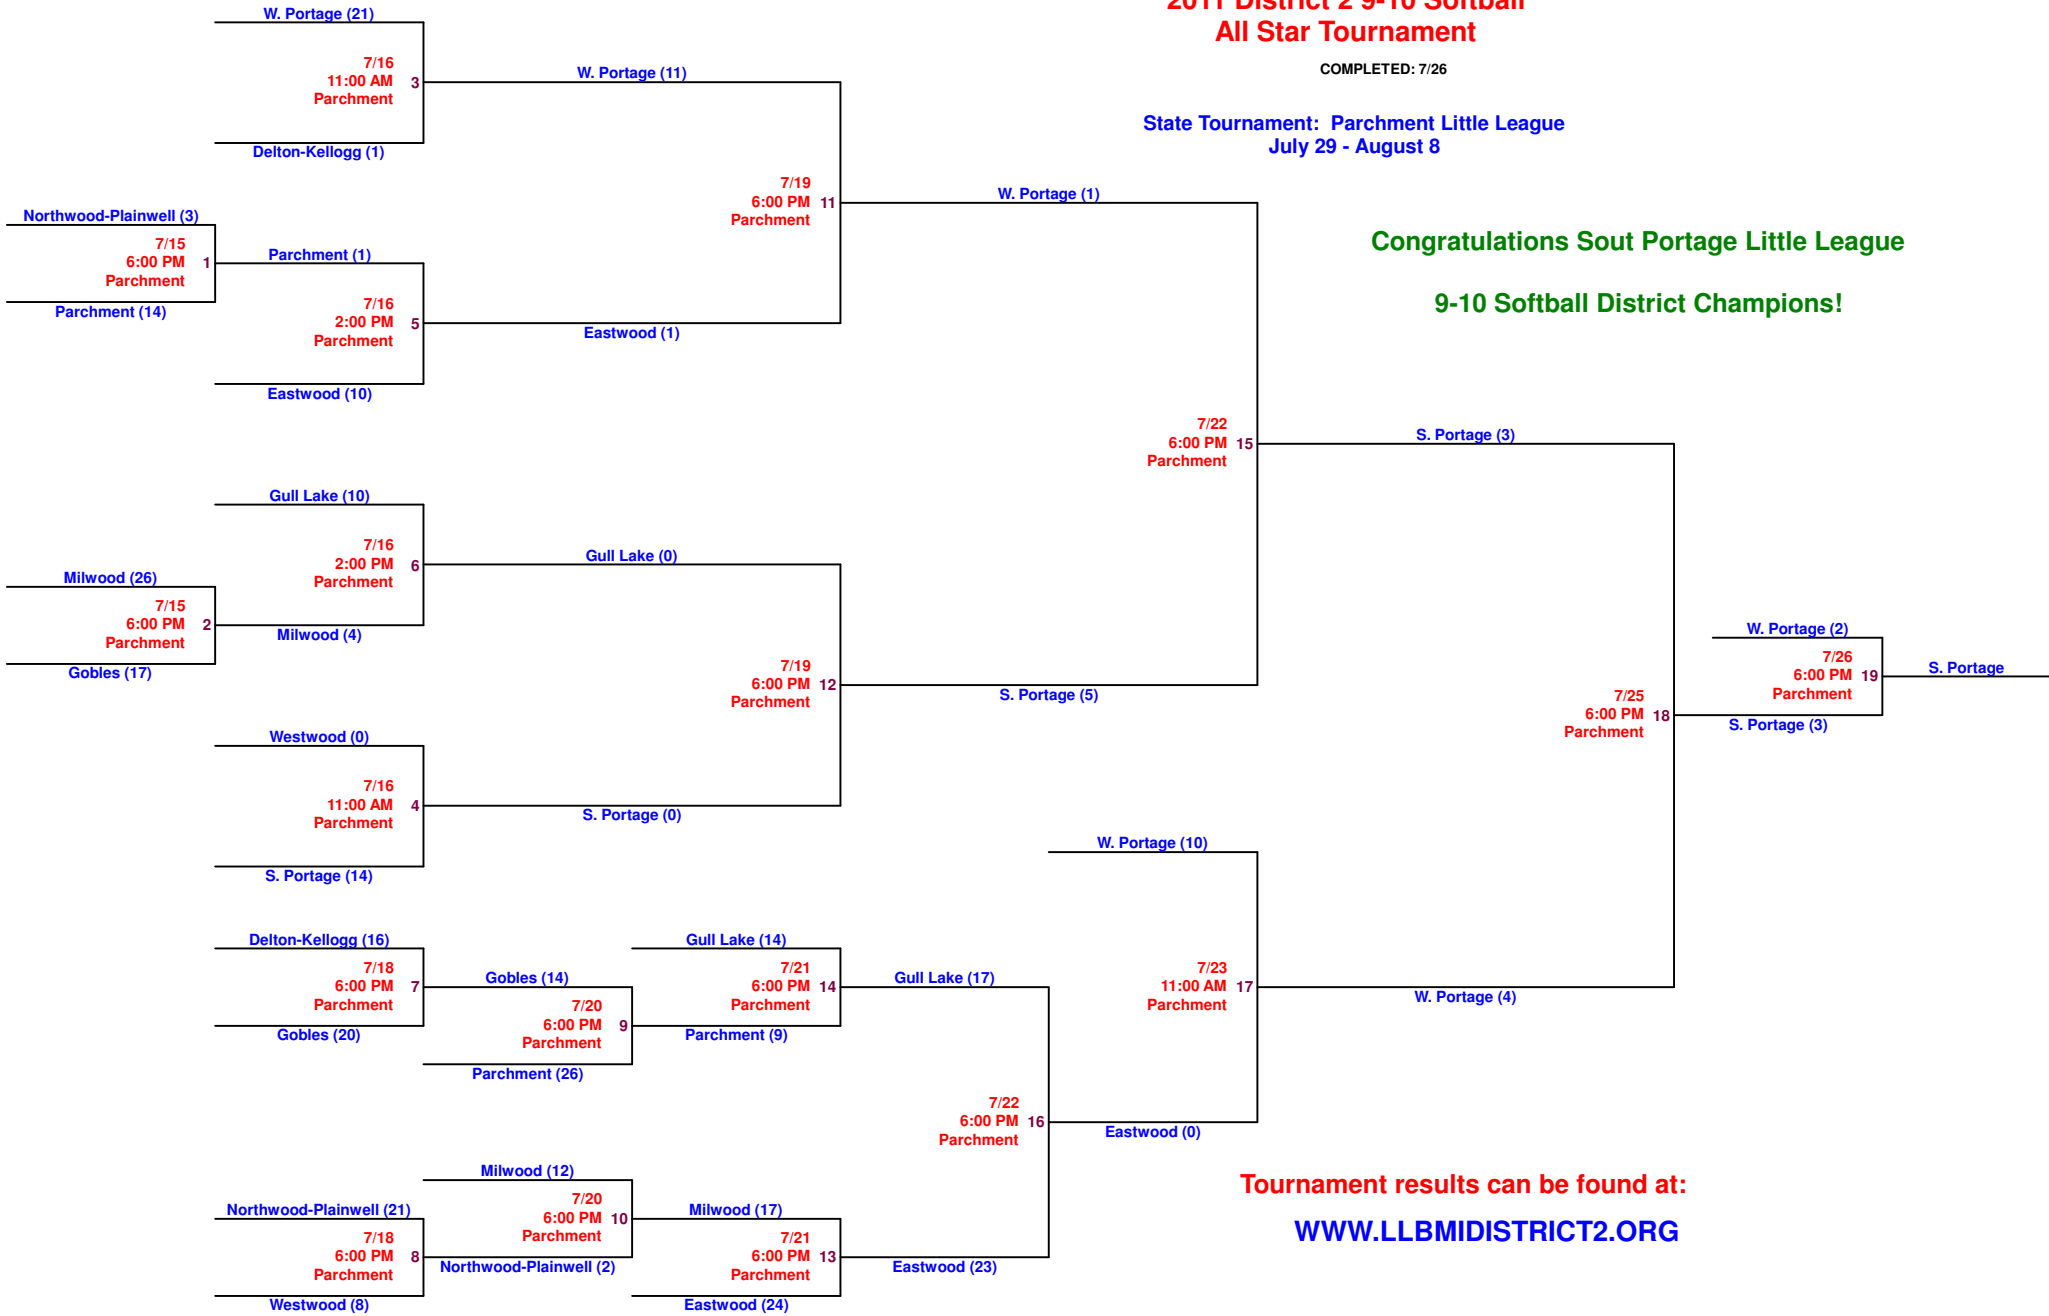 2011 District 2 9-10 Softball
All Star Tournament
COMPLETED: 7/26
State Tournament:  Parchment Little League
July 29 - August 8
Congratulations Sout Portage Little League
9-10 Softball District Champions!
W. Portage (21)
7/16
11:00 AM 3
Parchment
Delton-Kellogg (1)
W. Portage (11)
Northwood-Plainwell (3)
7/15
6:00 PM 1
Parchment
Parchment (14)
Parchment (1)
7/16
2:00 PM 5
Parchment
Eastwood (10)
Eastwood (1)
7/19
6:00 PM 11
Parchment
W. Portage (1)
Gull Lake (10)
7/16
2:00 PM 6
Parchment
Milwood (4)
Milwood (26)
7/15
6:00 PM 2
Parchment
Gobles (17)
Gull Lake (0)
7/19
6:00 PM 12
Parchment
S. Portage (5)
Westwood (0)
7/16
11:00 AM 4
Parchment
S. Portage (14)
S. Portage (0)
7/22
6:00 PM 15
Parchment
S. Portage (3)
7/25
6:00 PM 18
Parchment
W. Portage (2)
7/26
6:00 PM 19
Parchment
S. Portage (3)
S. Portage
W. Portage (10)
7/23
11:00 AM 17
Parchment
W. Portage (4)
Delton-Kellogg (16)
7/18
6:00 PM 7
Parchment
Gobles (20)
Gobles (14)
7/20
6:00 PM 9
Parchment
Parchment (26)
Gull Lake (14)
7/21
6:00 PM 14
Parchment
Parchment (9)
Gull Lake (17)
7/22
6:00 PM 16
Parchment
Eastwood (0)
Milwood (12)
7/20
6:00 PM 10
Parchment
Northwood-Plainwell (2)
Northwood-Plainwell (21)
7/18
6:00 PM 8
Parchment
Westwood (8)
Milwood (17)
7/21
6:00 PM 13
Parchment
Eastwood (24)
Eastwood (23)
Tournament results can be found at:
WWW.LLBMIDISTRICT2.ORG